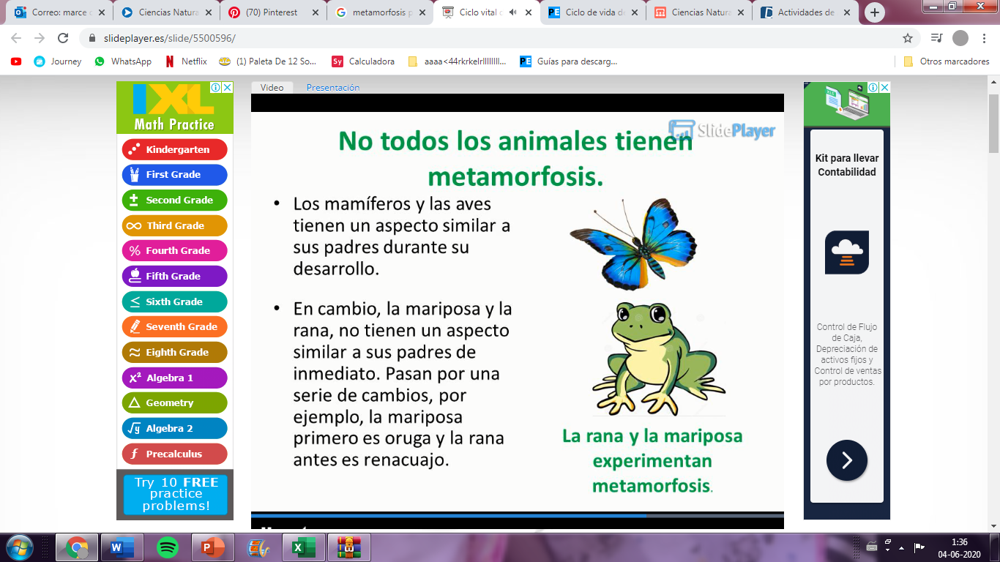 Correo: marce c
Ciencias Natura
(70) Pinterest
metamorfosis p
Ciclo vital c
Ciclo de vida d
Ciencias Natura
Actividades de
slideplayer.es/slide/5500596/
Journey
WhatsApp
Netflix
(1) Paleta De 12 So...
Calculadora
aaaa<44rkrkelrllllllll...
Guías para descarg...
Otros marcadores
IXL
Math Practice
Kindergarten
First Grade
Second Grade
Third Grade
Fourth Grade
Fifth Grade
Sixth Grade
Seventh Grade
Eighth Grade
Algebra 1
Geometry
Algebra 2
Precalculus
Try 10 FREE
practice
problems!
Video
Presentación
SlidePlayer
No todos los animales tienen
metamorfosis.
• Los mamíferos y las aves
tienen un aspecto similar a
sus padres durante su
desarrollo.
• En cambio, la mariposa y la
rana, no tienen un aspecto
similar a sus padres de
inmediato. Pasan por una
serie de cambios, por
ejemplo, la mariposa
primero es oruga y la rana
antes es renacuajo.
La rana y la mariposa
experimentan
metamorfosis.
Kit para llevar
Contabilidad
Control de Flujo
de Caja,
Depreciación de
activos fijos y
Control de ventas
por productos.
1:36
04-06-2020